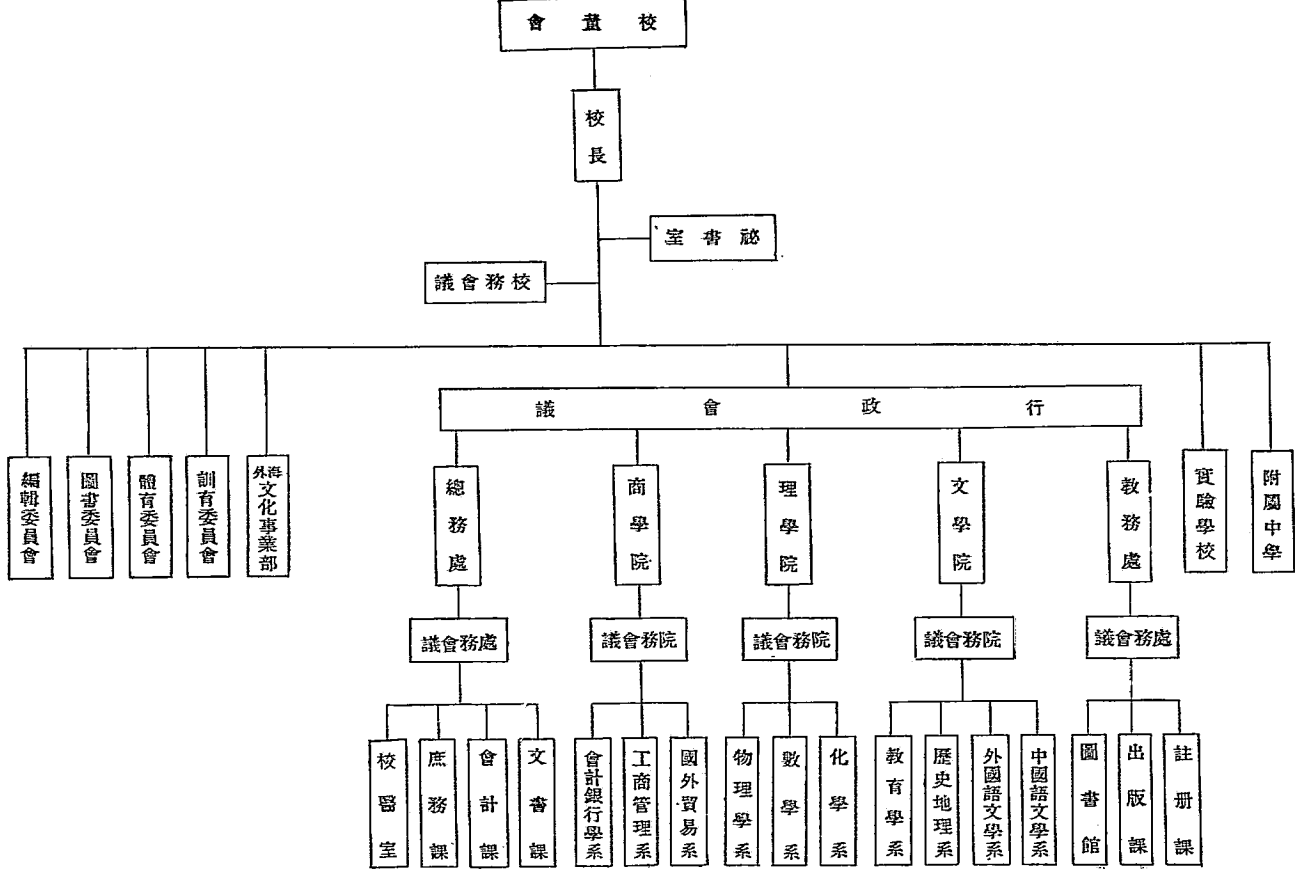 校董會
校長
祕書室
校務會議
行政會議
附屬中學
實驗學校
教務處
文學院
理學院
商學院
總務處
海外文化事業部
訓育委員會
體育委員會
圖書委員會
編輯委員會
處務會議
院務會議
院務會議
院務會議
處務會議
註册課
出版課
圖書館
中國語文學系
外國語文學系
歷史地理系
教育學系
化學系
數學系
物理學系
國外貿易系
工商管理系
會計銀行學系
文書課
會計課
庶務課
校醫室